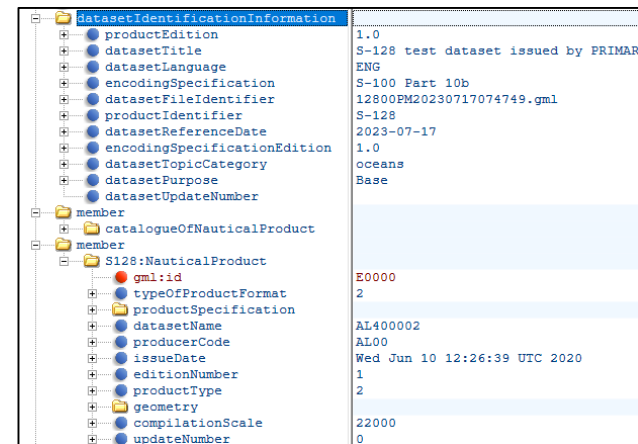 datasetIdentificationInformation
productEdition 1.0
datasetTitle S-128 test dataset issued by PRIMAR
datasetLanguage ENG
encodingSpecification S-100 Part 10b
datasetFileIdentifier 12800PM20230717074749.gml
productIdentifier S-128
datasetReferenceDate 2023-07-17
encodingSpecificationEdition 1.0
datasetTopicCategory oceans
datasetPurpose Base
datasetUpdateNumber
member
catalogueOfNauticalProduct
member
S128:NauticalProduct
gml:id E0000
typeOfProductFormat 2
productSpecification
datasetName AL400002
producerCode AL00
issueDate Wed Jun 10 12:26:39 UTC 2020
editionNumber 1
productType 2
geometry
compilationScale 22000
updateNumber 0